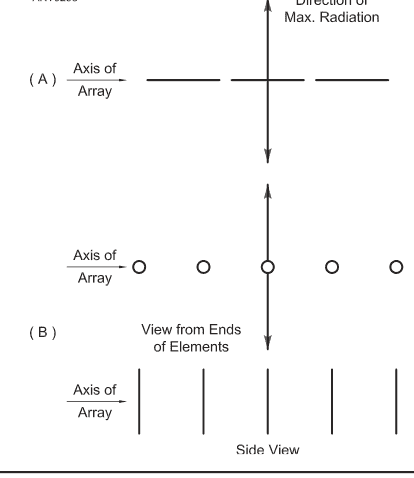 Direction of
Max. Radiation
Axis of
( A )
Array
Axis of
Array
( B )
View from Ends
of Elements
Axis of
Array
Side View